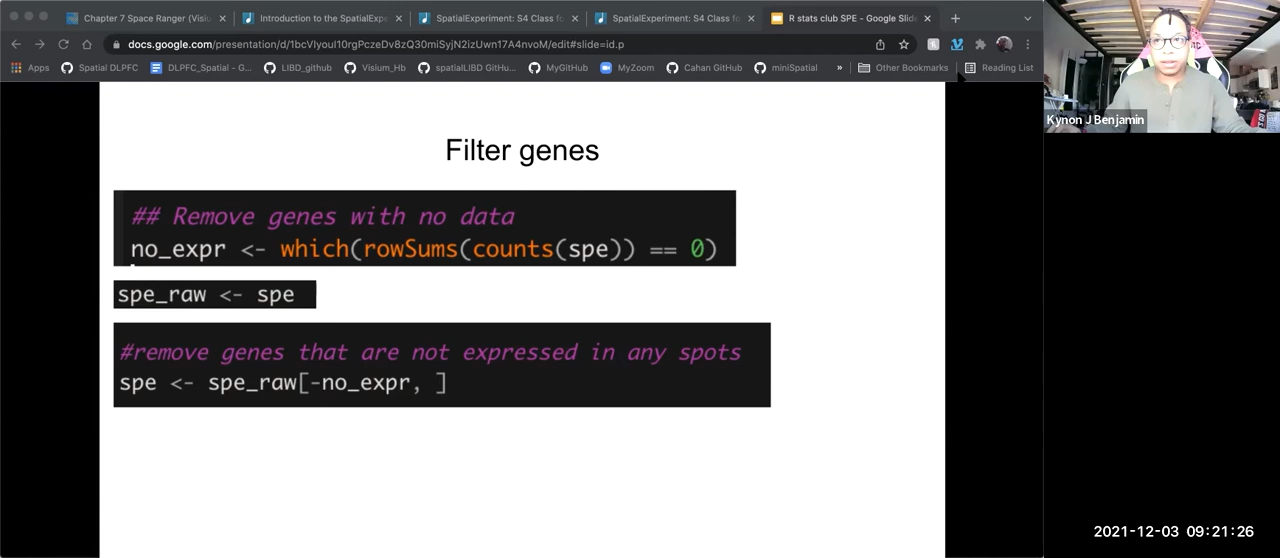 Chapter 7 Space Ranger (Visiu
Introduction to the SpatialExpe
SpatialExperiment: S4 Class fo
SpatialExperiment: S4 Class fo
R stats club SPE - Google Slide
docs.google.com/presentation/d/1bcVlyouI10rgPczeDv8zQ30miSyjN2izUwn17A4nvoM/edit#slide=id.p
Apps
Spatial DLPFC
DLPFC_Spatial - G...
LIBD_github
Visium_Hb
spatialLIBD GitHu...
MyGitHub
MyZoom
Cahan GitHub
miniSpatial
»
Other Bookmarks
Reading List
Kynon J Benjamin
Filter genes
## Remove genes with no data
no_expr <- which(rowSums(counts(spe)) == 0)
spe_raw <- spe
#remove genes that are not expressed in any spots
spe <- spe_raw[-no_expr, ]
2021-12-03 09:21:26